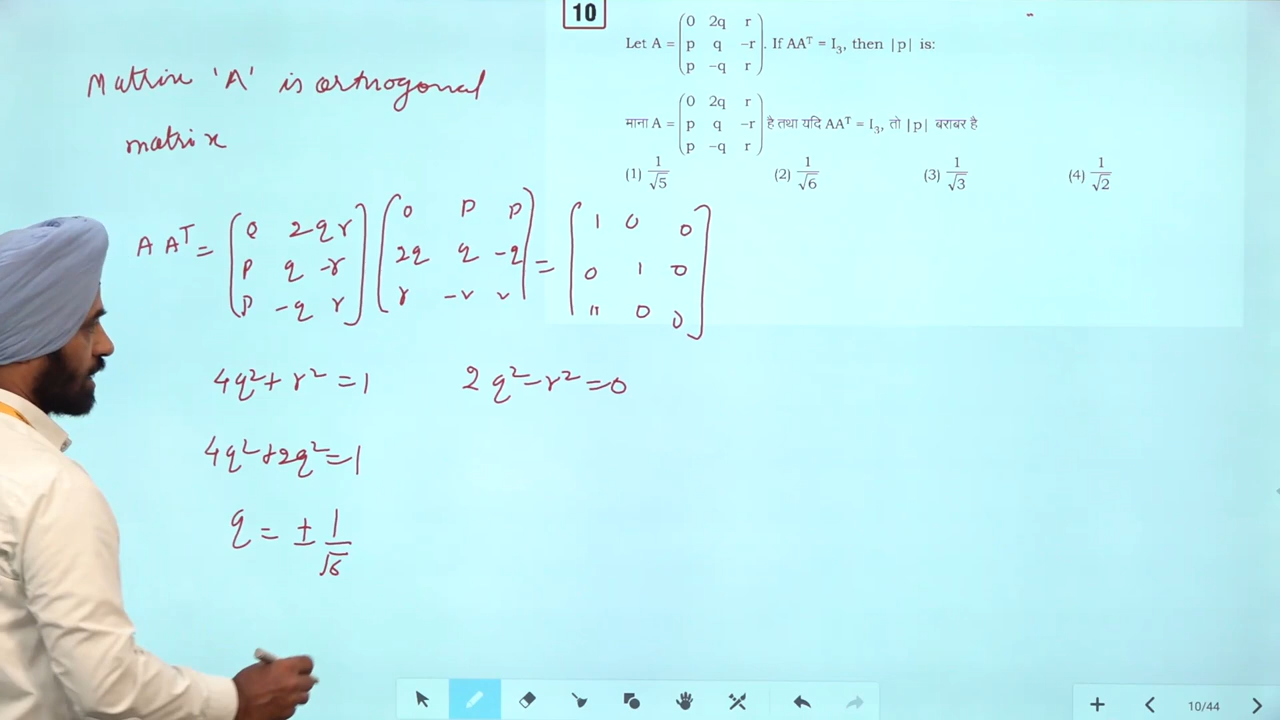 10
Let A = (0 2q r
p q –r
p –q r). If AAᵀ = I₃, then |p| is:
माना A = (0 2q r
p q –r
p –q r) है तथा यदि AAᵀ = I₃, तो |p| बराबर है
(1) 1/√5 (2) 1/√6 (3) 1/√3 (4) 1/√2
Matrix 'A' is orthogonal
matrix
A Aᵀ = [0 2q r
p q -r
p -q r] [0 p p
2q q -q
r -r r] = [1 0 0
0 1 0
0 0 0]
4q² + r² = 1 2q² - r² = 0
4q² + 2q² = 1
q = ± 1/√6
10/44